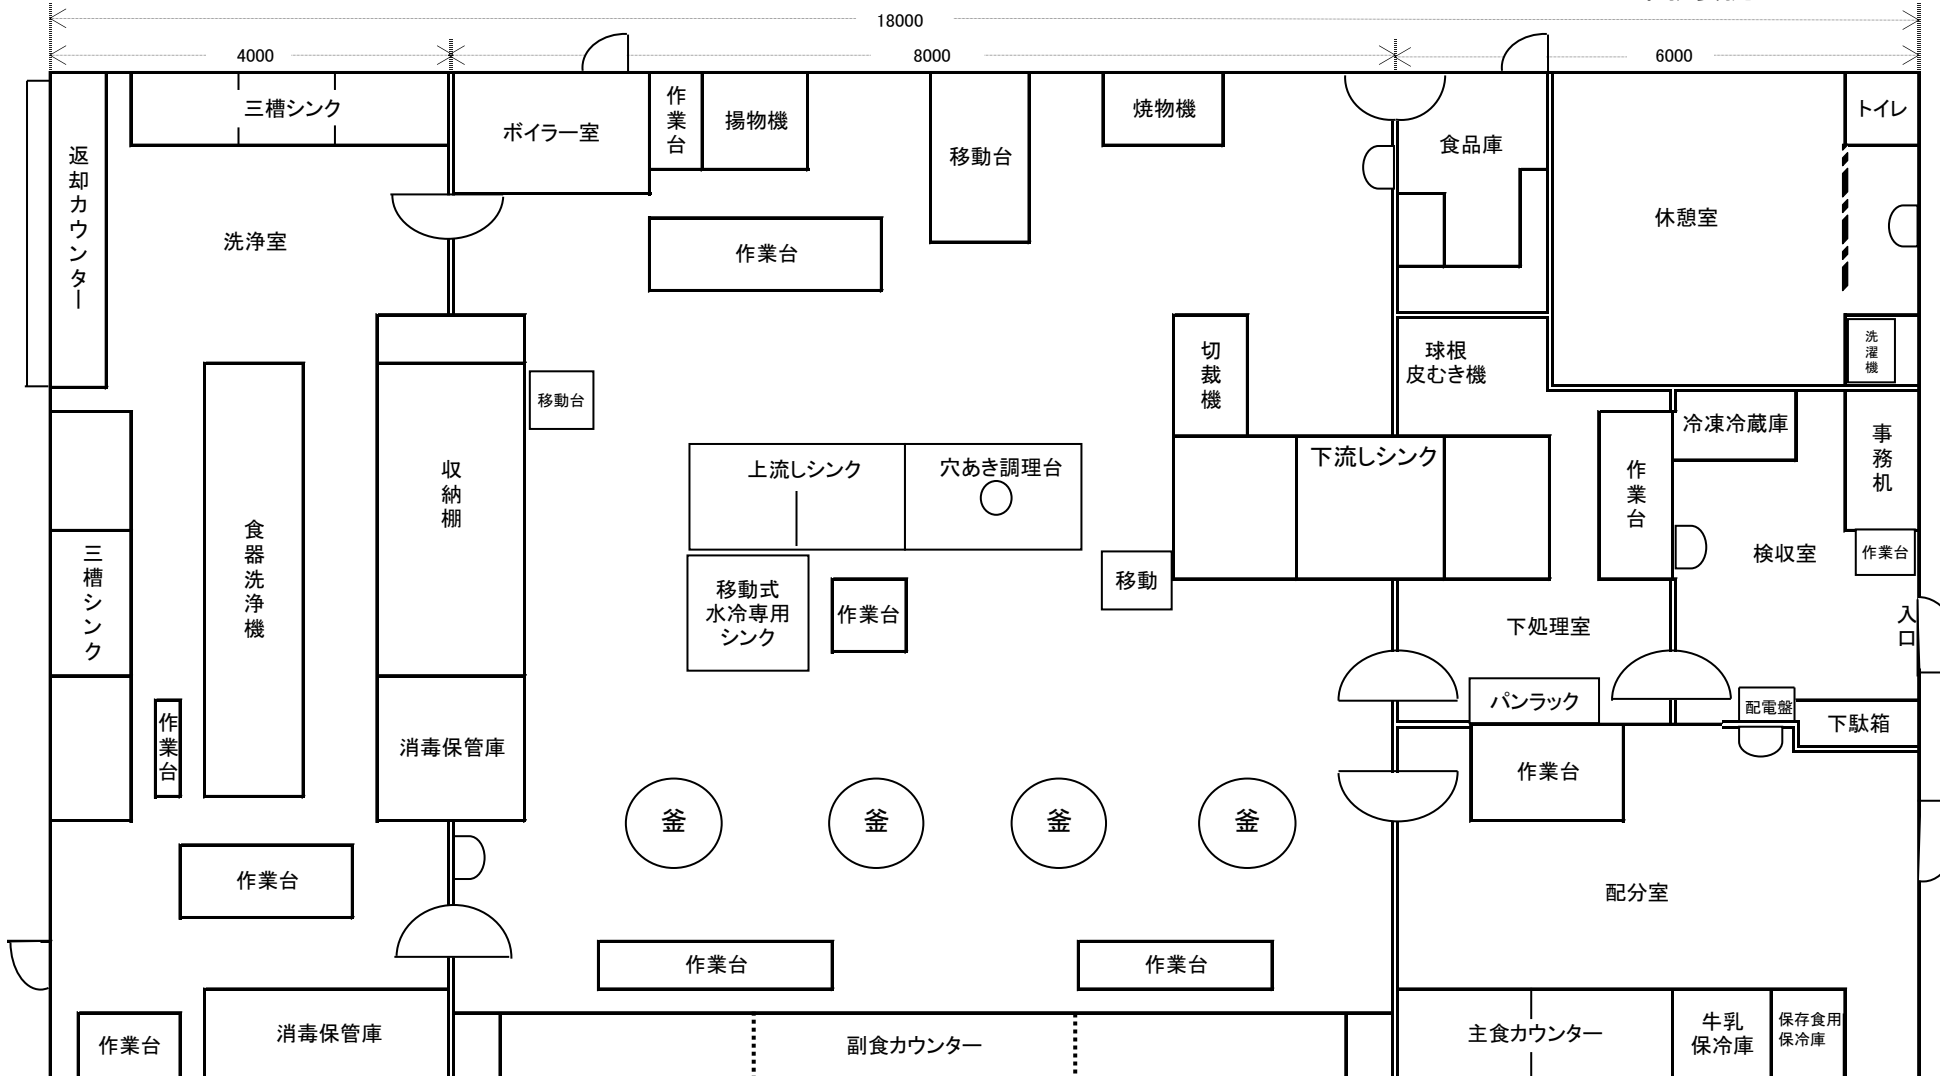 18000
4000
8000
6000
三槽シンク
返却カウンター
洗浄室
ボイラー室
作業台
揚物機
移動台
焼物機
食品庫
休憩室
トイレ
作業台
洗濯機
切裁機
球根
皮むき機
移動台
収納棚
食器洗浄機
三槽シンク
上流しシンク
穴あき調理台
下流しシンク
作業台
冷凍冷蔵庫
事務机
作業台
検収室
移動
移動式
水冷専用
シンク
作業台
下処理室
入口
作業台
消毒保管庫
パンラック
配電盤
下駄箱
作業台
釜
釜
釜
釜
作業台
配分室
作業台
作業台
作業台
消毒保管庫
副食カウンター
主食カウンター
牛乳
保冷庫
保存食用
保冷庫